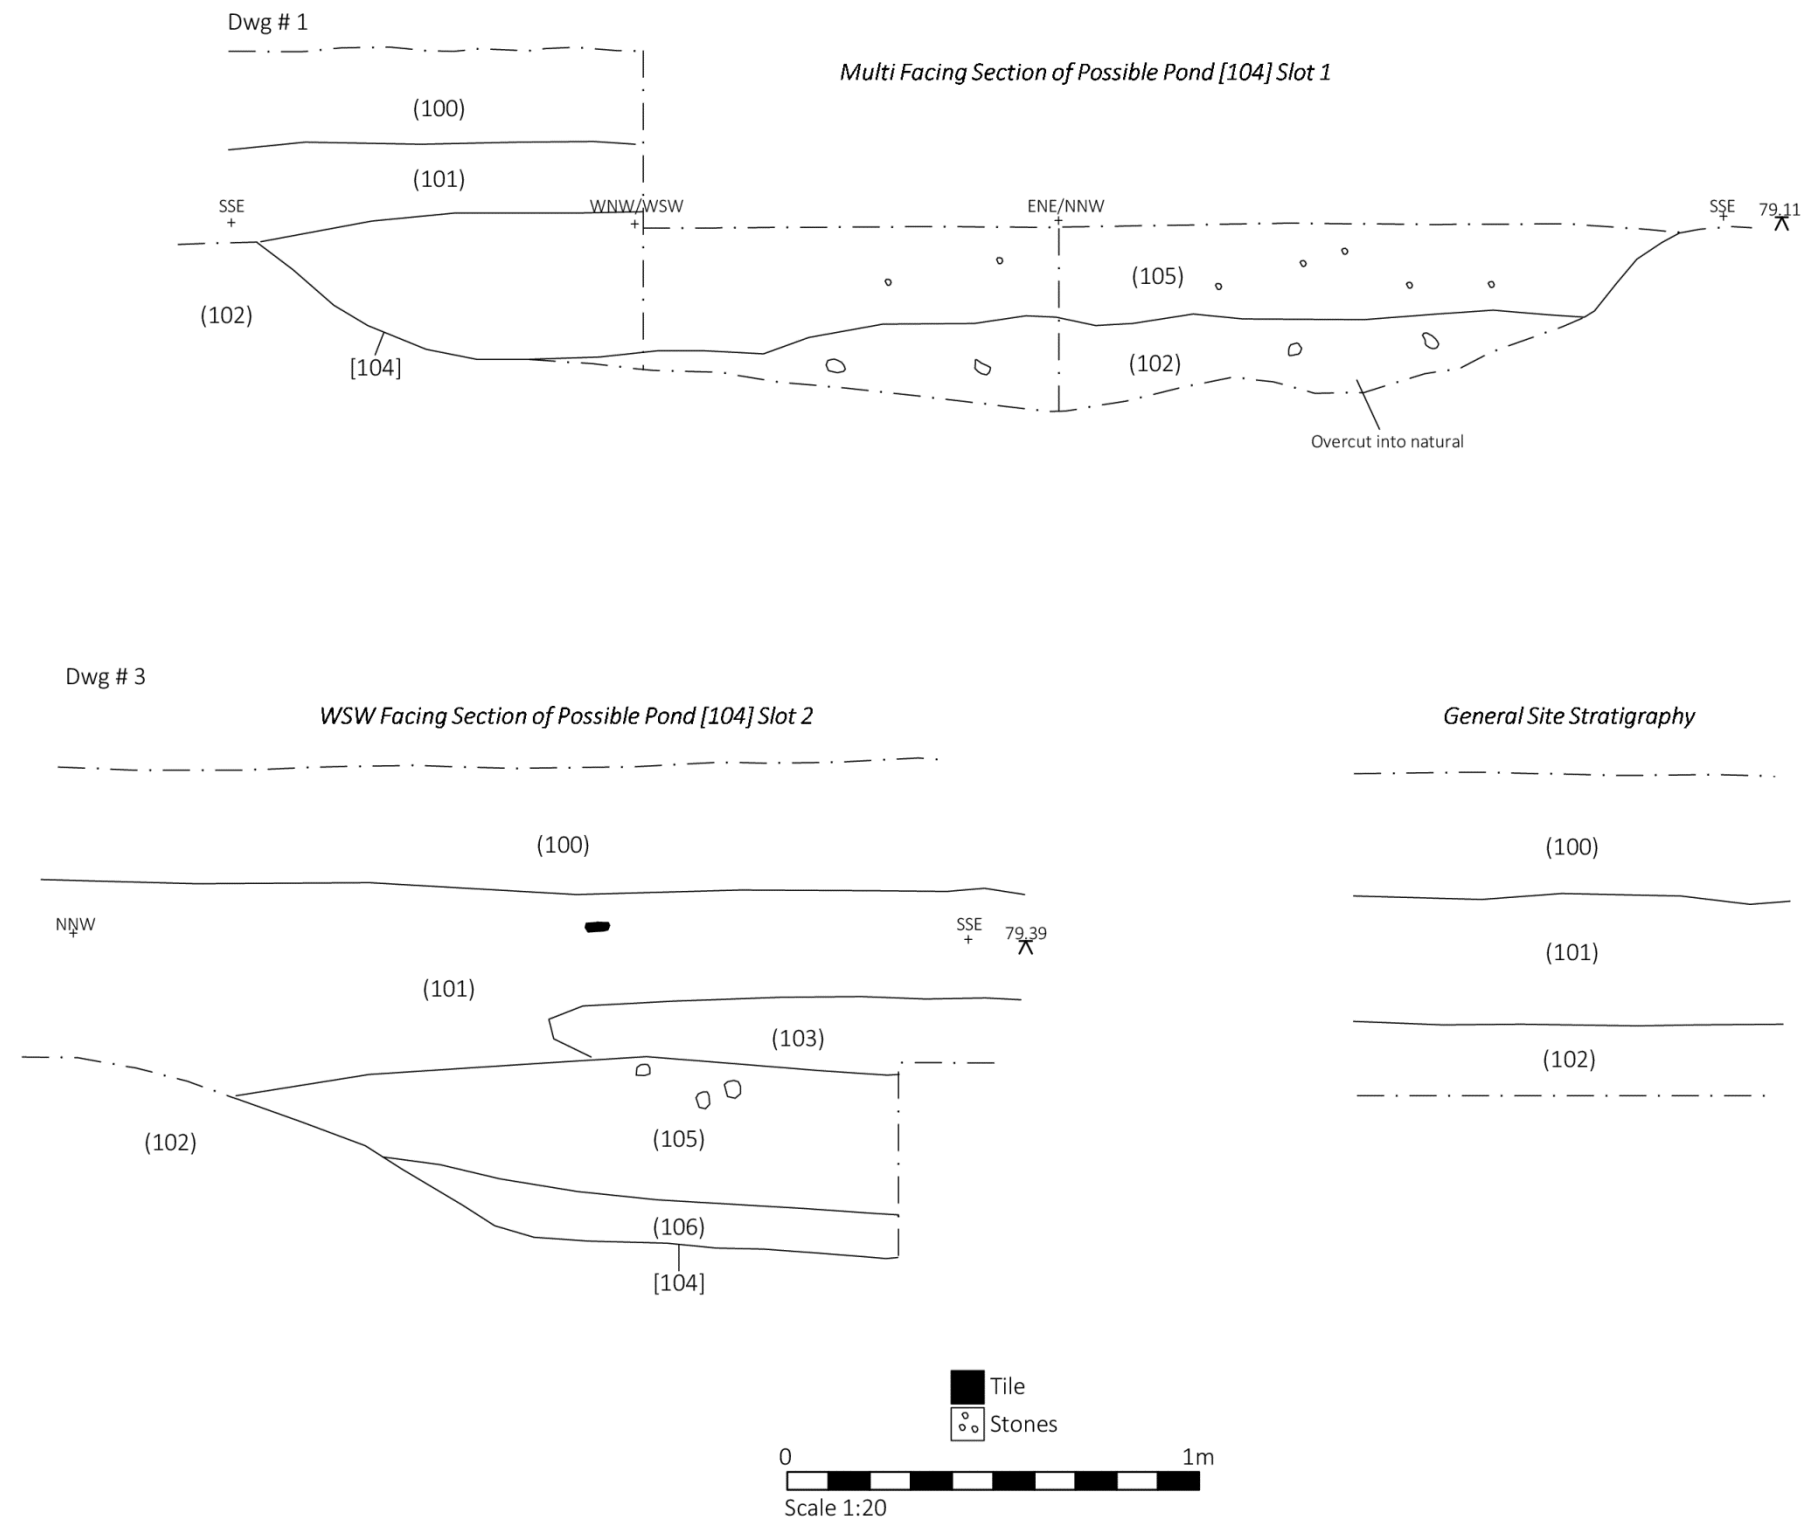 Dwg # 1
Multi Facing Section of Possible Pond [104] Slot 1
(100)
(101)
SSE
WNW/WSW
ENE/NNW
SSE
79.11
(105)
(102)
[104]
(102)
Overcut into natural
Dwg # 3
WSW Facing Section of Possible Pond [104] Slot 2
General Site Stratigraphy
(100)
(100)
NNW
SSE
79.39
(101)
(101)
(103)
(102)
(102)
(105)
(106)
[104]
Tile
Stones
0
1m
Scale 1:20